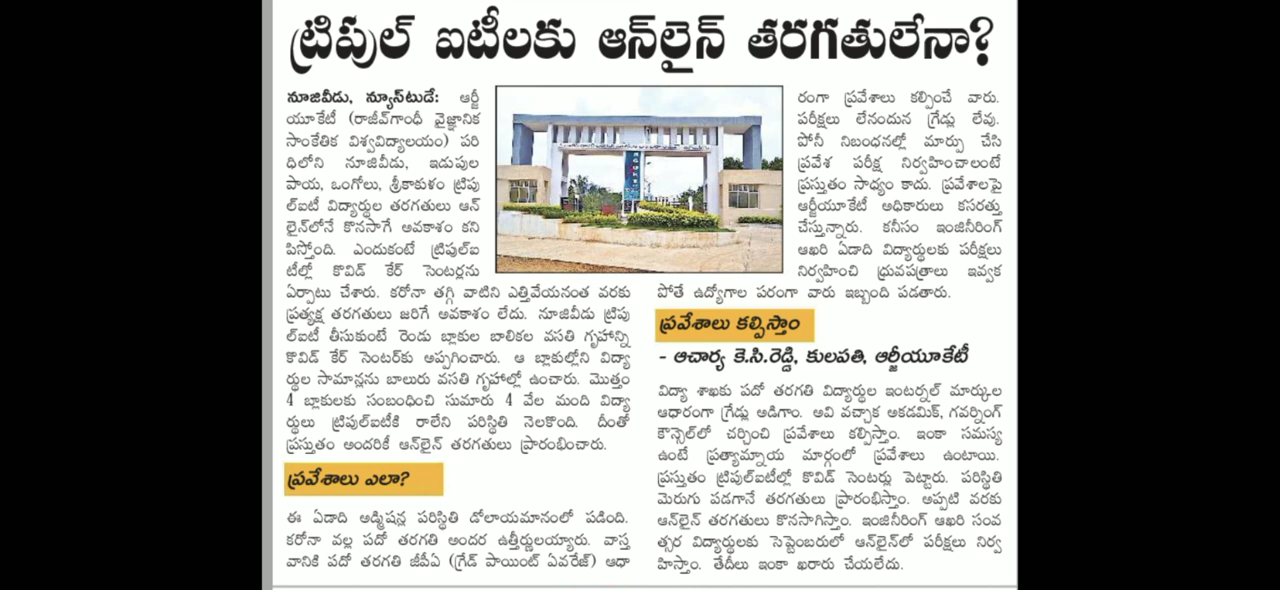 ట్రిపుల్ ఐటీలకు ఆన్‌లైన్ తరగతులేనా?
నూజివీడు, న్యూస్‌టుడే: ఆర్జీ
యూకేటీ (రాజీవ్‌గాంధీ వైజ్ఞానిక
సాంకేతిక విశ్వవిద్యాలయం) పరి
ధిలోని నూజివీడు, ఇడుపుల
పాయ, ఒంగోలు, శ్రీకాకుళం ట్రిపు
ల్‌ఐటీ విద్యార్థుల తరగతులు ఆన్
లైన్‌లోనే కొనసాగే అవకాశం కని
పిస్తోంది. ఎందుకంటే ట్రిపుల్‌ఐ
టీల్లో కొవిడ్ కేర్ సెంటర్లను
ఏర్పాటు చేశారు. కరోనా తగ్గి వాటిని ఎత్తివేయనంత వరకు
ప్రత్యక్ష తరగతులు జరిగే అవకాశం లేదు. నూజివీడు ట్రిపు
ల్‌ఐటీ తీసుకుంటే రెండు బ్లాకుల బాలికల వసతి గృహాన్ని
కొవిడ్ కేర్ సెంటర్‌కు అప్పగించారు. ఆ బ్లాకుల్లోని విద్యా
ర్థుల సామాన్లను బాలురు వసతి గృహాల్లో ఉంచారు. మొత్తం
4 బ్లాకులకు సంబంధించి సుమారు 4 వేల మంది విద్యా
ర్థులు ట్రిపుల్‌ఐటీకి రాలేని పరిస్థితి నెలకొంది. దీంతో
ప్రస్తుతం అందరికీ ఆన్‌లైన్ తరగతులు ప్రారంభించారు.
ప్రవేశాలు ఎలా?
ఈ ఏడాది అడ్మిషన్ల పరిస్థితి డోలాయమానంలో పడింది.
కరోనా వల్ల పదో తరగతి అందర ఉత్తీర్ణులయ్యారు. వాస్త
వానికి పదో తరగతి జీపీఏ (గ్రేడ్ పాయింట్ ఏవరేజ్) ఆధా
రంగా ప్రవేశాలు కల్పించే వారు.
పరీక్షలు లేనందున గ్రేడ్లు లేవు.
పోనీ నిబంధనల్లో మార్పు చేసి
ప్రవేశ పరీక్ష నిర్వహించాలంటే
ప్రస్తుతం సాధ్యం కాదు. ప్రవేశాలపై
ఆర్జీయూకేటీ అధికారులు కసరత్తు
చేస్తున్నారు. కనీసం ఇంజినీరింగ్
ఆఖరి ఏడాది విద్యార్థులకు పరీక్షలు
నిర్వహించి ధ్రువపత్రాలు ఇవ్వక
పోతే ఉద్యోగాల పరంగా వారు ఇబ్బంది పడతారు.
ప్రవేశాలు కల్పిస్తాం
- ఆచార్య కె.సి.రెడ్డి, కులపతి, ఆర్జీయూకేటీ
విద్యా శాఖకు పదో తరగతి విద్యార్థుల ఇంటర్నల్ మార్కుల
ఆధారంగా గ్రేడ్లు అడిగాం. అవి వచ్చాక అకడమిక్, గవర్నింగ్
కౌన్సెల్‌లో చర్చించి ప్రవేశాలు కల్పిస్తాం. ఇంకా సమస్య
ఉంటే ప్రత్యామ్నాయ మార్గంలో ప్రవేశాలు ఉంటాయి.
ప్రస్తుతం ట్రిపుల్‌ఐటీల్లో కొవిడ్ సెంటర్లు పెట్టారు. పరిస్థితి
మెరుగు పడగానే తరగతులు ప్రారంభిస్తాం. అప్పటి వరకు
ఆన్‌లైన్ తరగతులు కొనసాగిస్తాం. ఇంజినీరింగ్ ఆఖరి సంవ
త్సర విద్యార్థులకు సెప్టెంబరులో ఆన్‌లైన్‌లో పరీక్షలు నిర్వ
హిస్తాం. తేదీలు ఇంకా ఖరారు చేయలేదు.